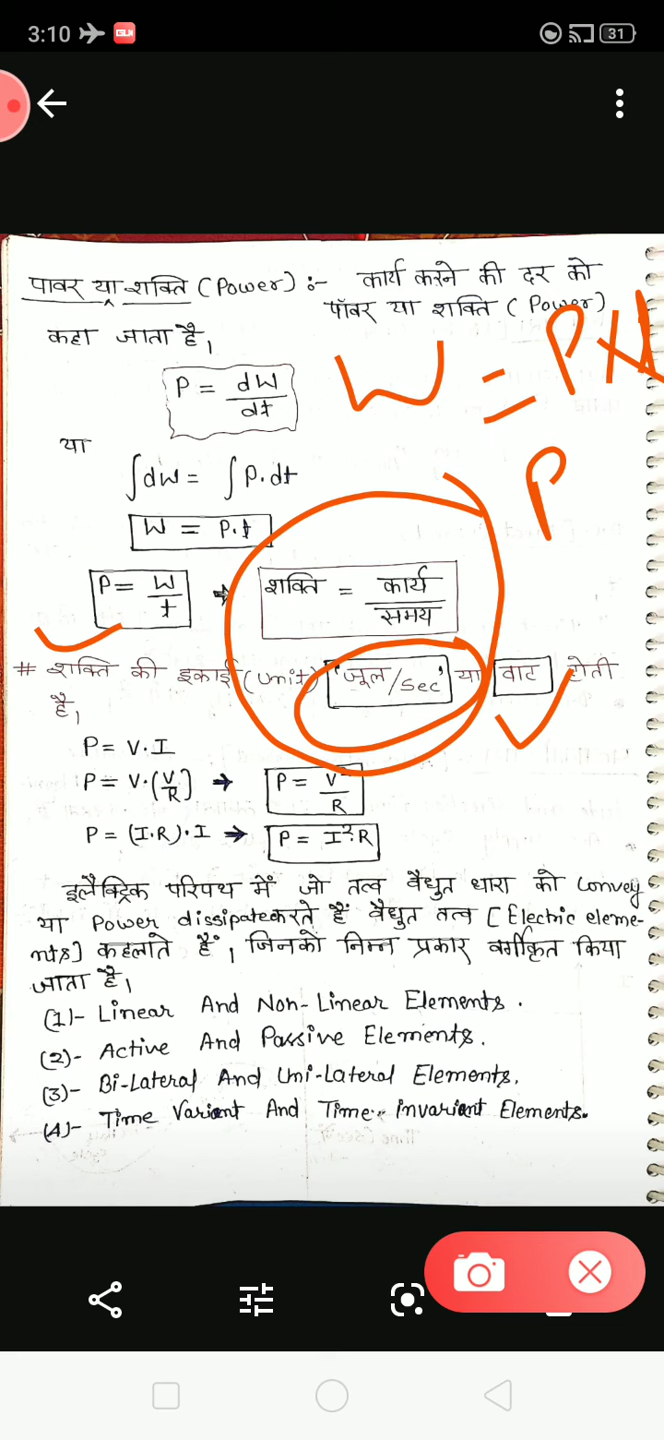 3:10
31
पावर या शक्ति (Power) :- कार्य करने की दर को
पॉवर या शक्ति (Power)
कहा जाता है,
P = dW/dt
W = P×t
या
∫dw = ∫P.dt
P
W = P.t
P = W/t → शक्ति = कार्य/समय
# शक्ति की इकाई (Unit) 'जूल/Sec' या वाट होती
है,
P = V.I
P = V.(V/R) → P = V²/R
P = (I.R).I → P = I².R
इलैक्ट्रिक परिपथ में जो तत्व वैधुत धारा को Convey
या Power dissipate करते हैं वैधुत तत्व [Electric eleme-
nts] कहलाते हैं, जिनको निम्न प्रकार वर्गीकृत किया
जाता है,
(1)- Linear And Non-Linear Elements.
(2)- Active And Passive Elements.
(3)- Bi-Lateral And Uni-Lateral Elements.
(4)- Time Variant And Time-Invariant Elements.